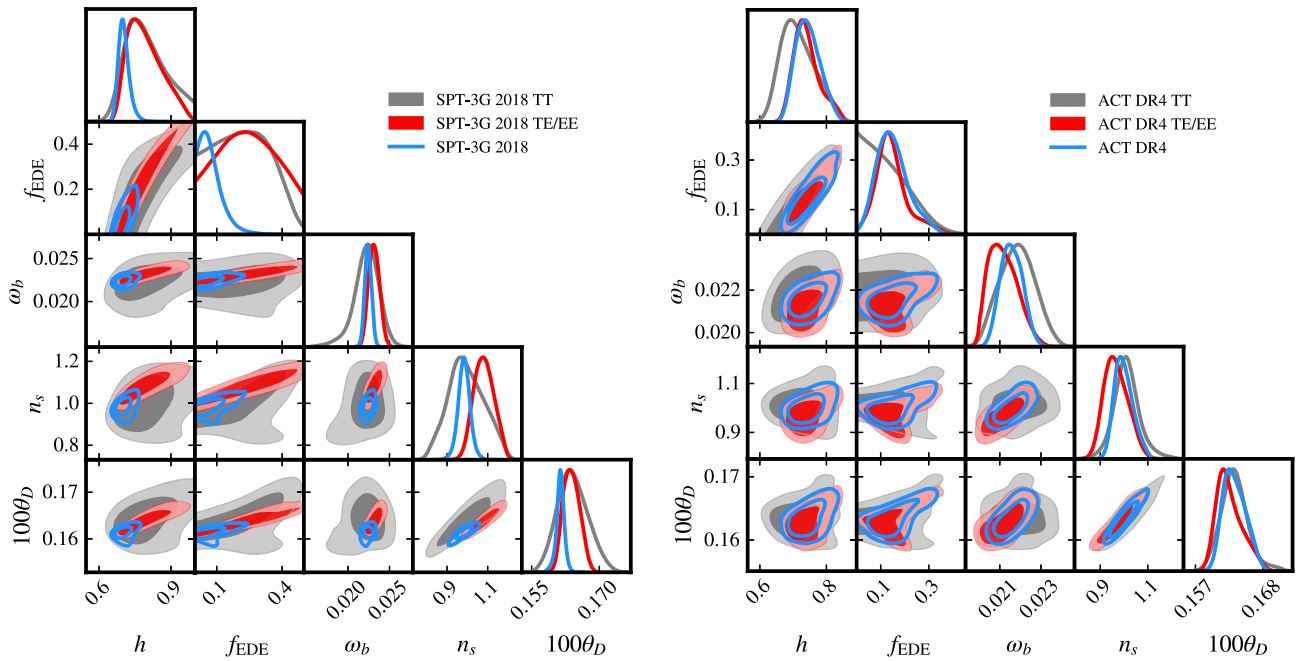 SPT-3G 2018 TT
SPT-3G 2018 TE/EE
SPT-3G 2018
0.4
0.2
f_EDE
0.025
0.020
ω_b
1.2
1.0
0.8
n_s
0.17
0.16
100θ_D
0.6 0.9
0.1 0.4
0.020 0.025
0.9 1.1
0.155 0.170
h f_EDE ω_b n_s 100θ_D
ACT DR4 TT
ACT DR4 TE/EE
ACT DR4
0.3
0.1
f_EDE
0.022
0.020
ω_b
1.1
0.9
n_s
0.17
0.16
100θ_D
0.6 0.8
0.1 0.3
0.021 0.023
0.9 1.1
0.157 0.168
h f_EDE ω_b n_s 100θ_D